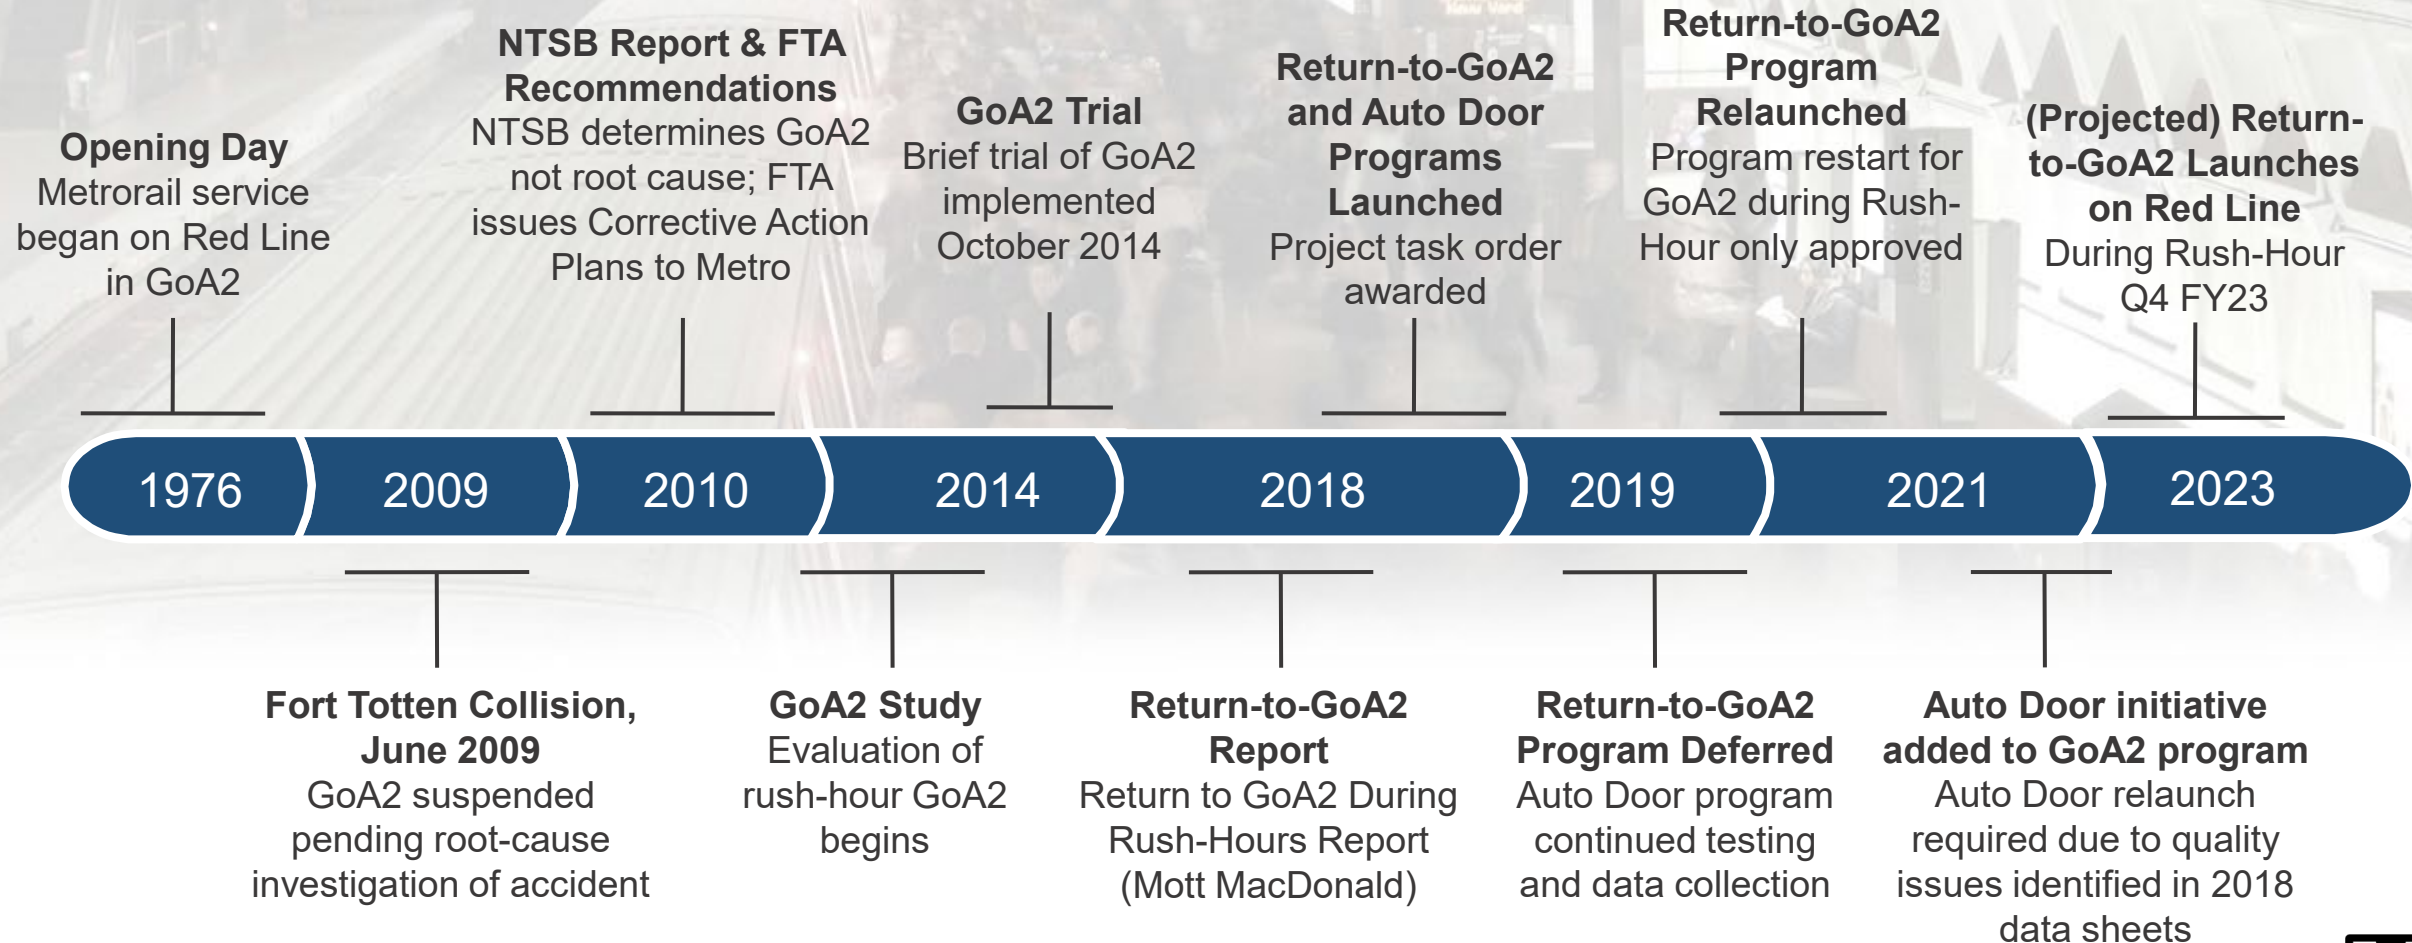 Opening Day
Metrorail service
began on Red Line
in GoA2
NTSB Report & FTA
Recommendations
NTSB determines GoA2
not root cause; FTA
issues Corrective Action
Plans to Metro
GoA2 Trial
Brief trial of GoA2
implemented
October 2014
Return-to-GoA2
and Auto Door
Programs
Launched
Project task order
awarded
Return-to-GoA2
Program
Relaunched
Program restart for
GoA2 during Rush-
Hour only approved
(Projected) Return-
to-GoA2 Launches
on Red Line
During Rush-Hour
Q4 FY23
1976
2009
2010
2014
2018
2019
2021
2023
Fort Totten Collision,
June 2009
GoA2 suspended
pending root-cause
investigation of accident
GoA2 Study
Evaluation of
rush-hour GoA2
begins
Return-to-GoA2
Report
Return to GoA2 During
Rush-Hours Report
(Mott MacDonald)
Return-to-GoA2
Program Deferred
Auto Door program
continued testing
and data collection
Auto Door initiative
added to GoA2 program
Auto Door relaunch
required due to quality
issues identified in 2018
data sheets